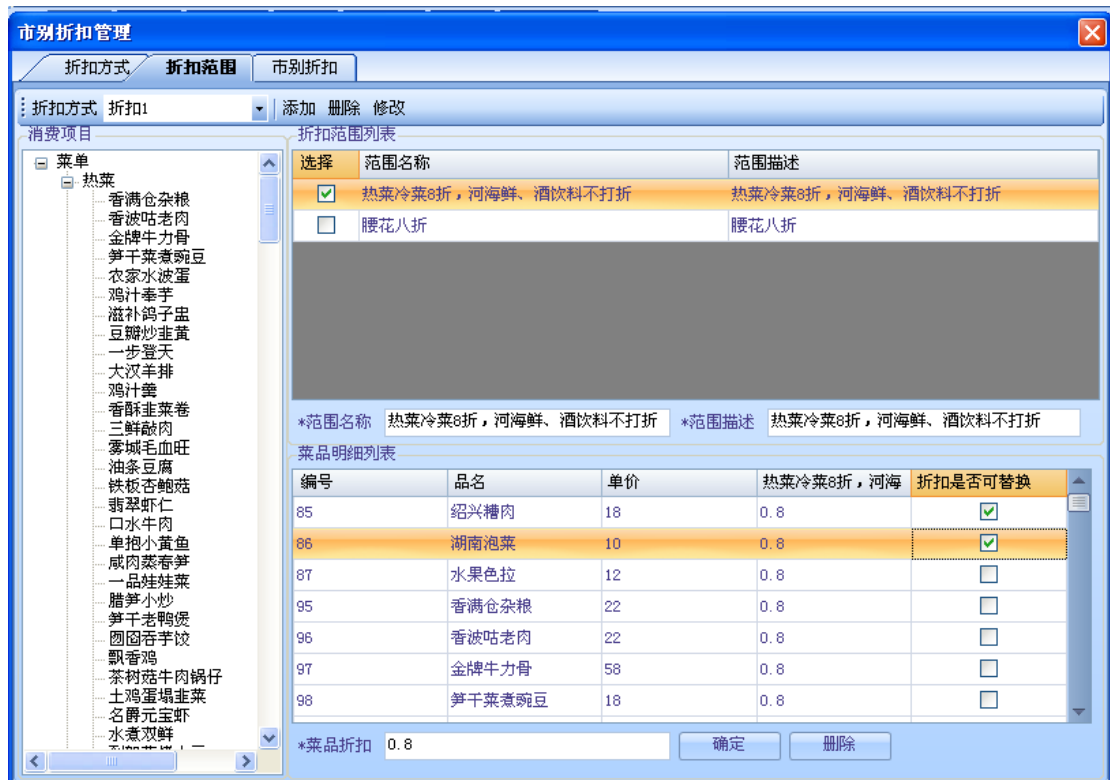 市别折扣管理
折扣方式 折扣范围 市别折扣
折扣方式 折扣1 添加 删除 修改
消费项目
菜单
热菜
香满仓杂粮
香波咕老肉
金牌牛力骨
笋干菜煮豌豆
农家水波蛋
鸡汁奉芋
滋补鸽子盅
豆瓣炒韭黄
一步登天
大汉羊排
鸡汁羹
香酥韭菜卷
三鲜敲肉
雾城毛血旺
油条豆腐
铁板杏鲍菇
翡翠虾仁
口水牛肉
单抱小黄鱼
咸肉蒸春笋
一品娃娃菜
腊笋小炒
笋干老鸭煲
囫囵吞芋饺
飘香鸡
茶树菇牛肉锅仔
土鸡蛋塌韭菜
名爵元宝虾
水煮双鲜
折扣范围列表
选择 范围名称 范围描述
热菜冷菜8折，河海鲜、酒饮料不打折 热菜冷菜8折，河海鲜、酒饮料不打折
腰花八折 腰花八折
*范围名称 热菜冷菜8折，河海鲜、酒饮料不打折 *范围描述 热菜冷菜8折，河海鲜、酒饮料不打折
菜品明细列表
编号 品名 单价 热菜冷菜8折，河海 折扣是否可替换
85 绍兴糟肉 18 0.8
86 湖南泡菜 10 0.8
87 水果色拉 12 0.8
95 香满仓杂粮 22 0.8
96 香波咕老肉 22 0.8
97 金牌牛力骨 58 0.8
98 笋干菜煮豌豆 18 0.8
*菜品折扣 0.8 确定 删除